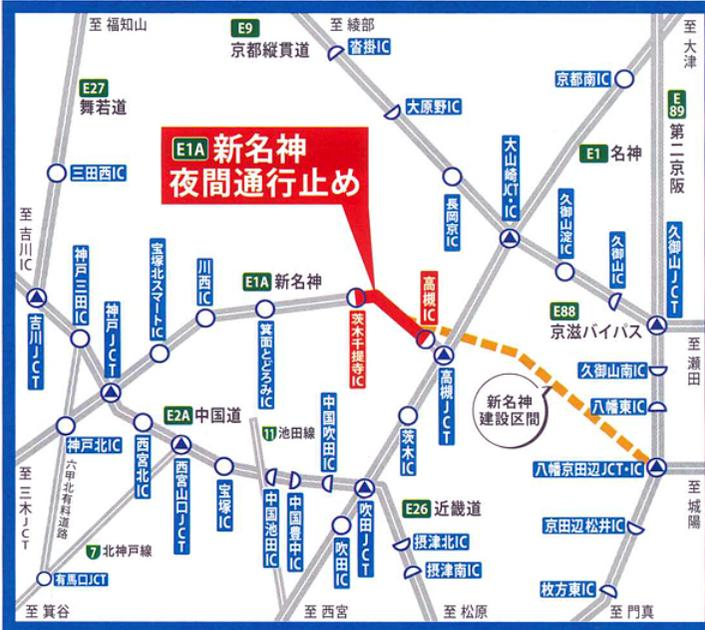 至 福知山
E9
京都縦貫道
至 綾部
沓掛IC
至 大津
京都南IC
E27
舞若道
大原野IC
E89
第二京阪
E1A 新名神
夜間通行止め
大山崎JCT・IC
E1 名神
三田西IC
長岡京IC
久御山淀IC
久御山IC
久御山JCT
至 吉川IC
神戸三田IC
宝塚北スマートIC
川西IC
E1A 新名神
高槻IC
吉川JCT
神戸JCT
箕面とどろみIC
茨木千提寺IC
E88
京滋バイパス
至 瀬田
高槻JCT
新名神
建設区間
久御山南IC
八幡東IC
E2A 中国道
11 池田線
中国吹田IC
茨木IC
神戸北IC
西宮北IC
西宮山口JCT
宝塚IC
中国池田IC
中国豊中IC
八幡京田辺JCT・IC
至 三木JCT
六甲北有料道路
吹田IC
吹田JCT
E26 近畿道
至 城陽
京田辺松井IC
摂津北IC
摂津南IC
7 北神戸線
有馬口JCT
枚方東IC
至 箕谷
至 西宮
至 松原
至 門真